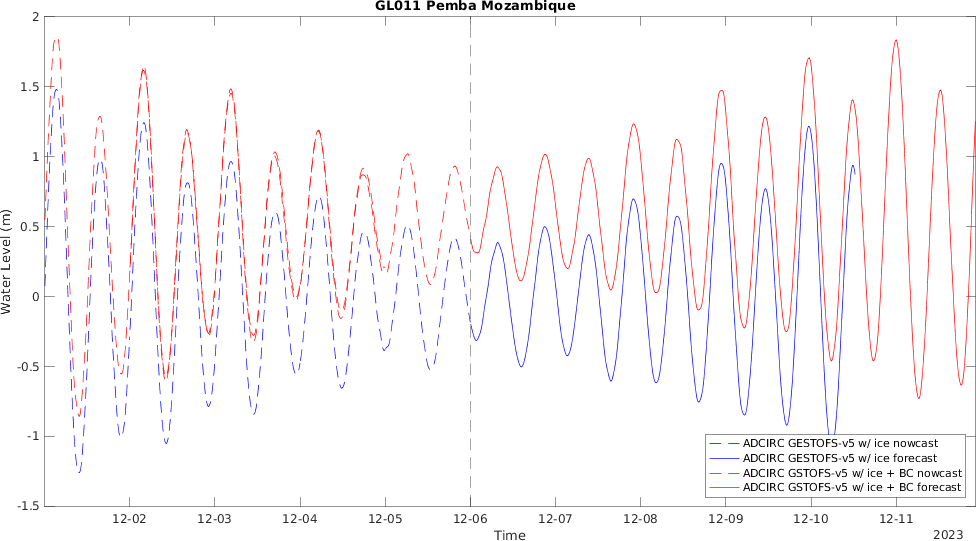 GL011 Pemba Mozambique
Water Level (m)
2
1.5
1
0.5
0
-0.5
-1
-1.5
12-02 12-03 12-04 12-05 12-06 12-07 12-08 12-09 12-10 12-11
Time
2023
ADCIRC GESTOFS-v5 w/ ice nowcast
ADCIRC GESTOFS-v5 w/ ice forecast
ADCIRC GSTOFS-v5 w/ ice + BC nowcast
ADCIRC GSTOFS-v5 w/ ice + BC forecast